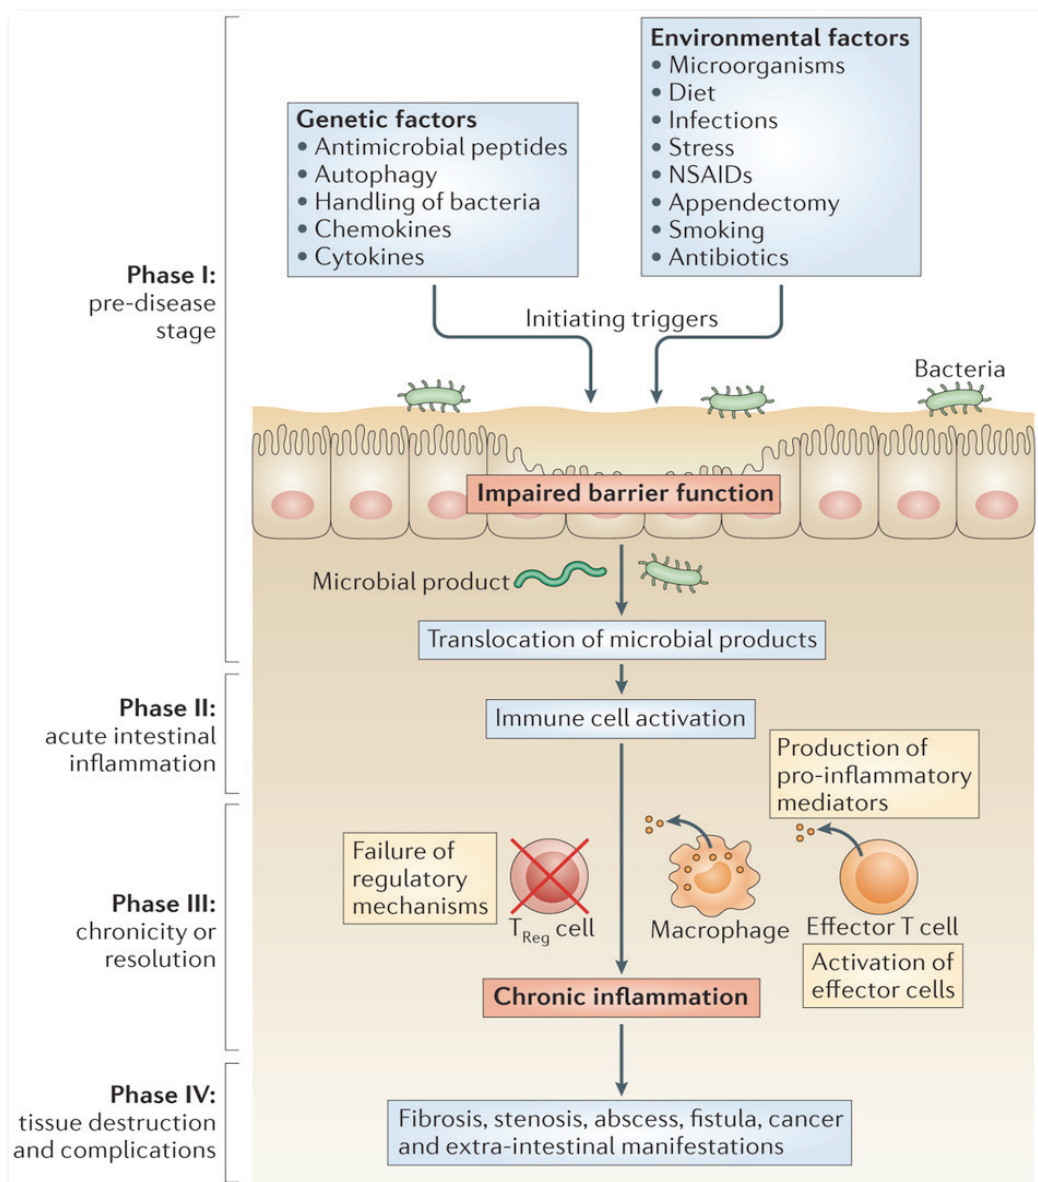 Genetic factors
• Antimicrobial peptides
• Autophagy
• Handling of bacteria
• Chemokines
• Cytokines
Environmental factors
• Microorganisms
• Diet
• Infections
• Stress
• NSAIDs
• Appendectomy
• Smoking
• Antibiotics
Phase I:
pre-disease
stage
Initiating triggers
Bacteria
Impaired barrier function
Microbial product
Translocation of microbial products
Phase II:
acute intestinal
inflammation
Immune cell activation
Production of
pro-inflammatory
mediators
Phase III:
chronicity or
resolution
Failure of
regulatory
mechanisms
TReg cell
Macrophage
Effector T cell
Activation of
effector cells
Chronic inflammation
Phase IV:
tissue destruction
and complications
Fibrosis, stenosis, abscess, fistula, cancer
and extra-intestinal manifestations